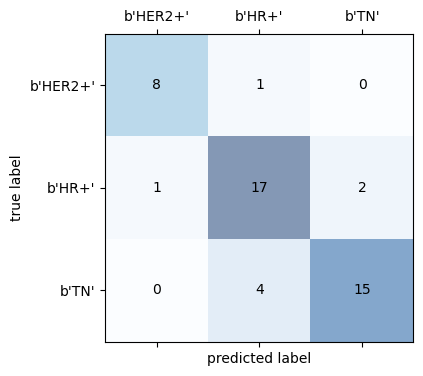 b'HER2+' b'HR+' b'TN'
b'HER2+' 8 1 0
b'HR+' 1 17 2
b'TN' 0 4 15
true label
predicted label